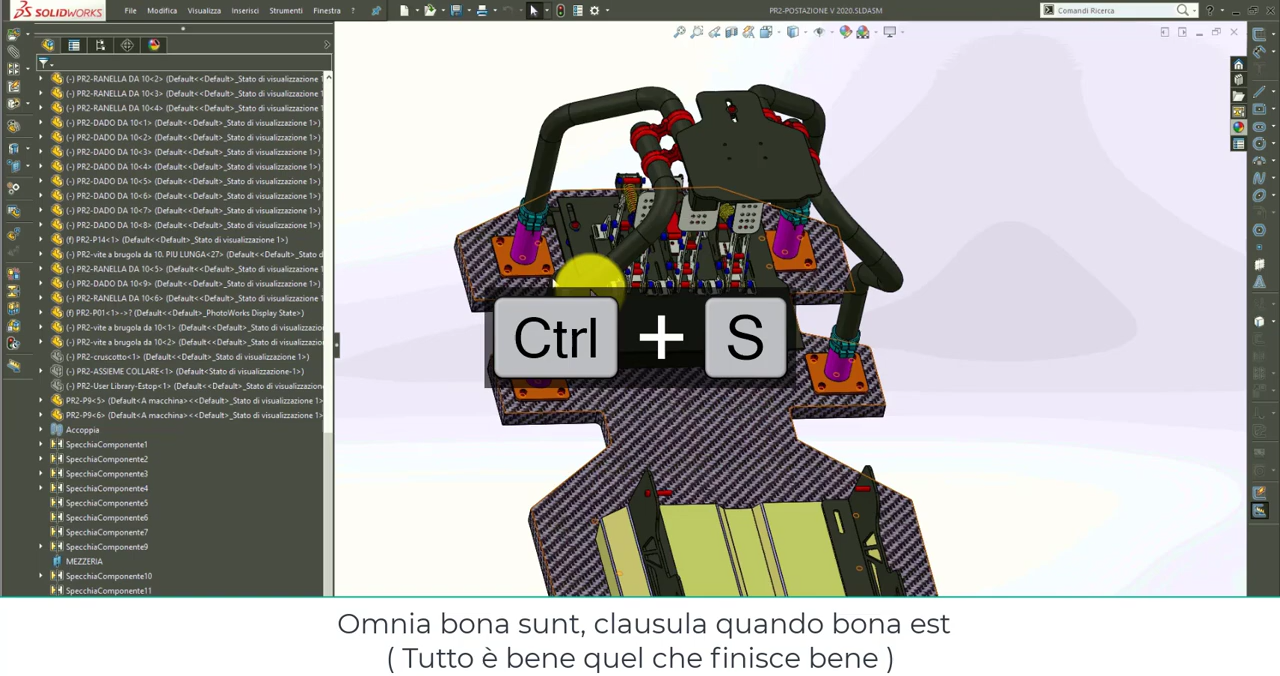 SOLIDWORKS File Modifica Visualizza Inserisci Strumenti Finestra ? PR2-POSTAZIONE V 2020.SLDASM Comandi Ricerca ?
(-) PR2-RANELLA DA 10<2> (Default<<Default>_Stato di visualizzazione 1
(-) PR2-RANELLA DA 10<3> (Default<<Default>_Stato di visualizzazione 1
(-) PR2-RANELLA DA 10<4> (Default<<Default>_Stato di visualizzazione 1
(-) PR2-DADO DA 10<1> (Default<<Default>_Stato di visualizzazione 1>)
(-) PR2-DADO DA 10<2> (Default<<Default>_Stato di visualizzazione 1>)
(-) PR2-DADO DA 10<3> (Default<<Default>_Stato di visualizzazione 1>)
(-) PR2-DADO DA 10<4> (Default<<Default>_Stato di visualizzazione 1>)
(-) PR2-DADO DA 10<5> (Default<<Default>_Stato di visualizzazione 1>)
(-) PR2-DADO DA 10<6> (Default<<Default>_Stato di visualizzazione 1>)
(-) PR2-DADO DA 10<7> (Default<<Default>_Stato di visualizzazione 1>)
(-) PR2-DADO DA 10<8> (Default<<Default>_Stato di visualizzazione 1>)
(f) PR2-P14<1> (Default<<Default>_Stato di visualizzazione 1>)
(-) PR2-vite a brugola da 10. PIU LUNGA<27> (Default<<Default>_Stato di
(-) PR2-RANELLA DA 10<5> (Default<<Default>_Stato di visualizzazione 1
(-) PR2-DADO DA 10<9> (Default<<Default>_Stato di visualizzazione 1>)
(-) PR2-RANELLA DA 10<6> (Default<<Default>_Stato di visualizzazione 1
(f) PR2-P01<1>->? (Default<<Default>_PhotoWorks Display State>)
(-) PR2-vite a brugola da 10<1> (Default<<Default>_Stato di visualizzazi
(-) PR2-vite a brugola da 10<2> (Default<<Default>_Stato di visualizzazi
(-) PR2-cruscotto<1> (Default<<Default>_Stato di visualizzazione 1>)
(-) PR2-ASSIEME COLLARE<1> (Default<Stato di visualizzazione-1>)
(-) PR2-User Library-Estop<1> (Default<<Default>_Stato di visualizzazio
PR2-P9<5> (Default<A macchina><<Default>_Stato di visualizzazione 1>
PR2-P9<6> (Default<A macchina><<Default>_Stato di visualizzazione 1>
Accoppia
SpecchiaComponente1
SpecchiaComponente2
SpecchiaComponente3
SpecchiaComponente4
SpecchiaComponente5
SpecchiaComponente6
SpecchiaComponente7
SpecchiaComponente9
MEZZERIA
SpecchiaComponente10
SpecchiaComponente11
Ctrl + S
Omnia bona sunt, clausula quando bona est
( Tutto è bene quel che finisce bene )